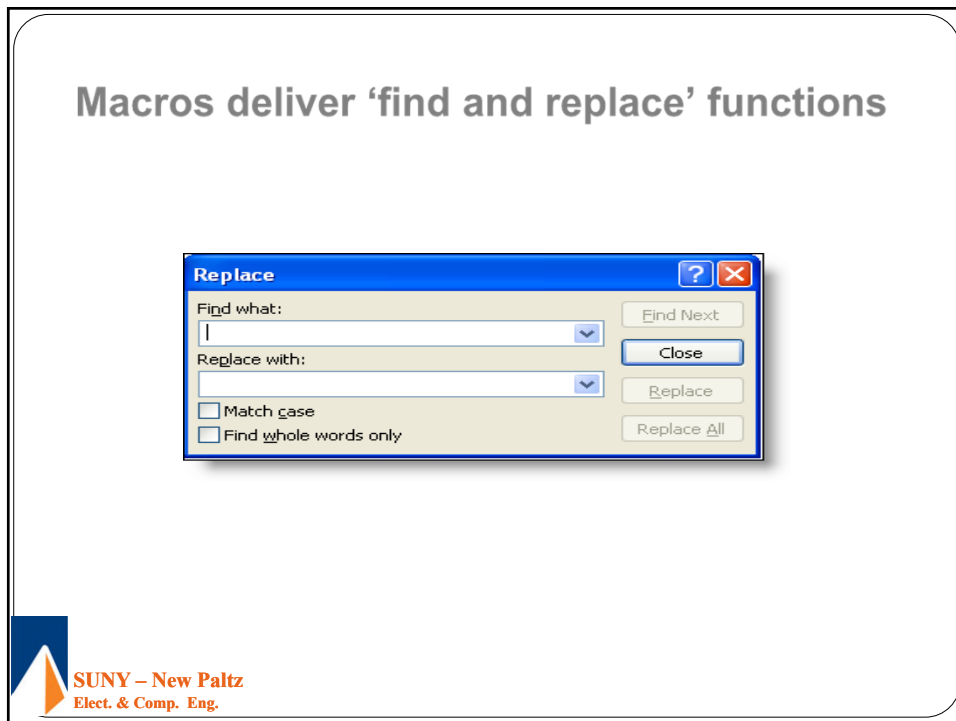 Macros deliver ‘find and replace’ functions
Replace
?
Find what:
Find Next
Close
Replace with:
Replace
Match case
Find whole words only
Replace All
SUNY – New Paltz
Elect. & Comp. Eng.